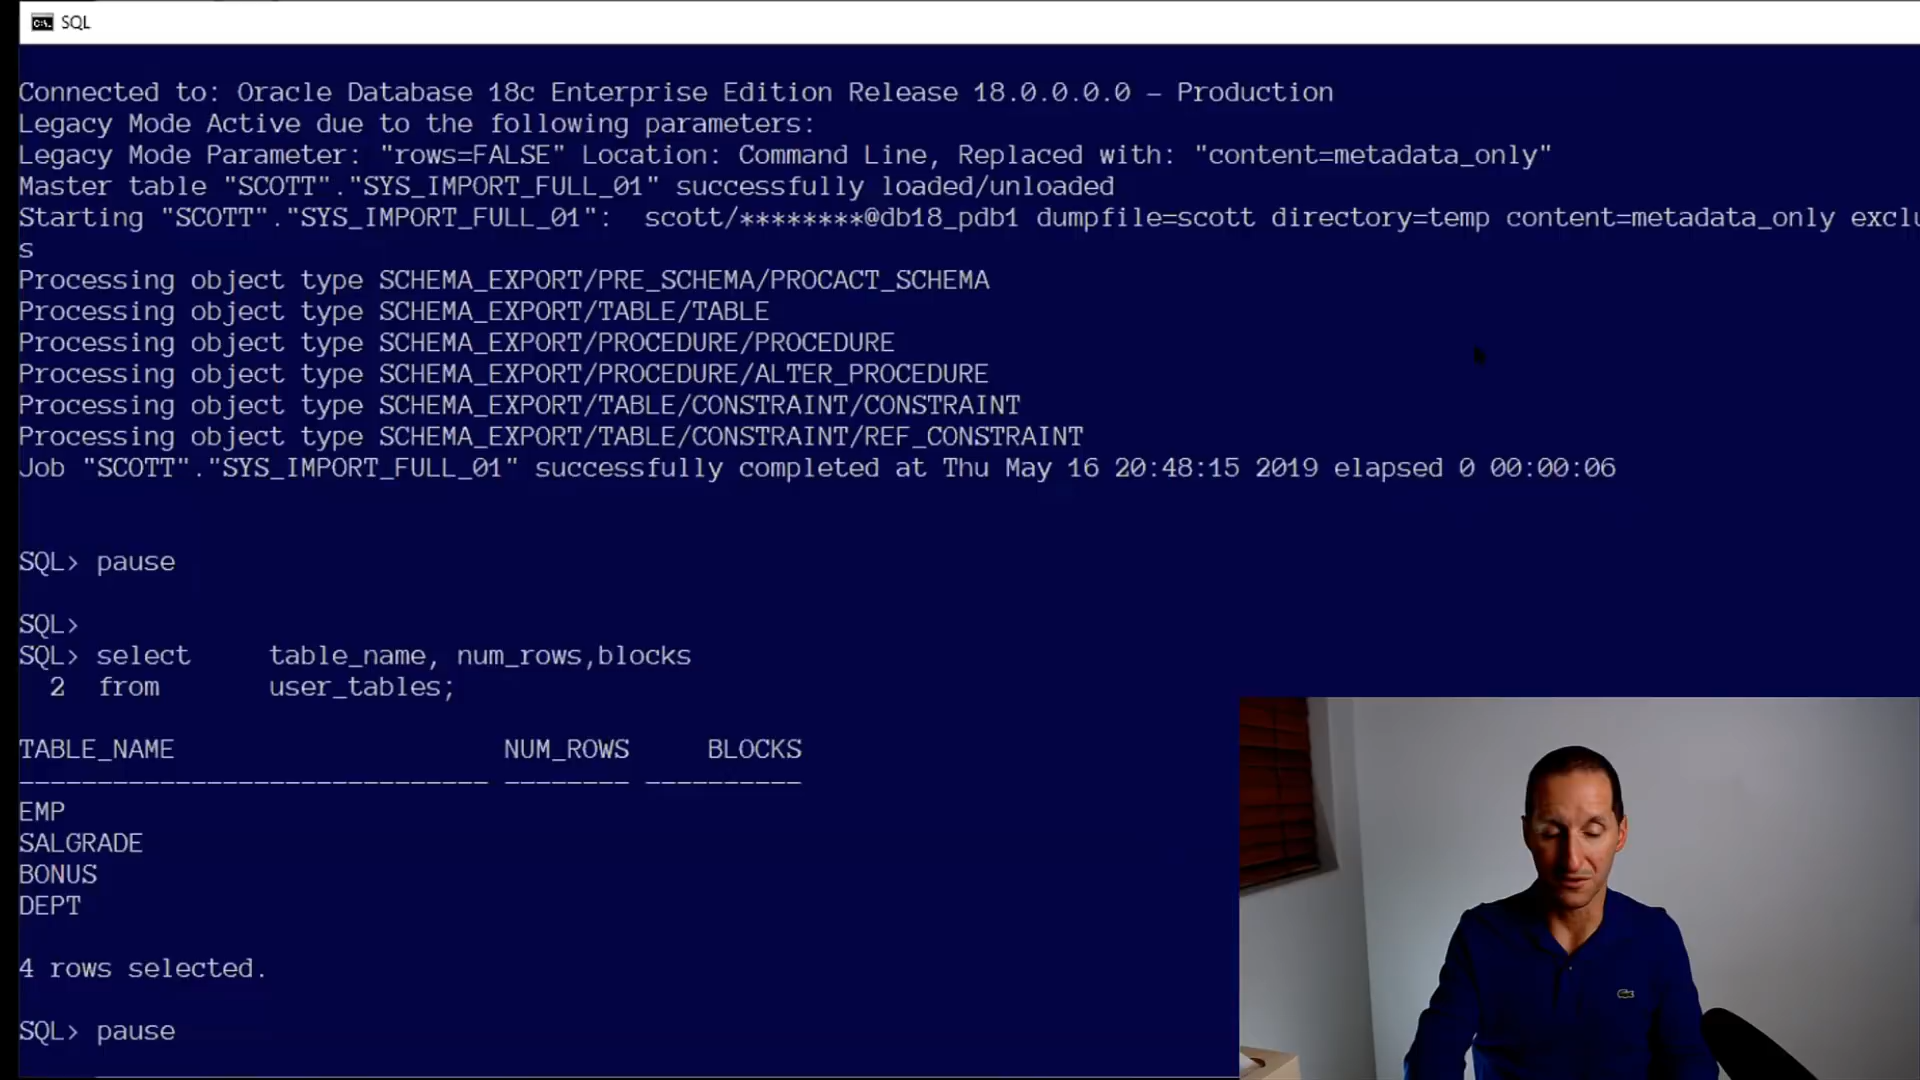 SQL
Connected to: Oracle Database 18c Enterprise Edition Release 18.0.0.0.0 - Production
Legacy Mode Active due to the following parameters:
Legacy Mode Parameter: "rows=FALSE" Location: Command Line, Replaced with: "content=metadata_only"
Master table "SCOTT"."SYS_IMPORT_FULL_01" successfully loaded/unloaded
Starting "SCOTT"."SYS_IMPORT_FULL_01":  scott/********@db18_pdb1 dumpfile=scott directory=temp content=metadata_only exclu
s
Processing object type SCHEMA_EXPORT/PRE_SCHEMA/PROCACT_SCHEMA
Processing object type SCHEMA_EXPORT/TABLE/TABLE
Processing object type SCHEMA_EXPORT/PROCEDURE/PROCEDURE
Processing object type SCHEMA_EXPORT/PROCEDURE/ALTER_PROCEDURE
Processing object type SCHEMA_EXPORT/TABLE/CONSTRAINT/CONSTRAINT
Processing object type SCHEMA_EXPORT/TABLE/CONSTRAINT/REF_CONSTRAINT
Job "SCOTT"."SYS_IMPORT_FULL_01" successfully completed at Thu May 16 20:48:15 2019 elapsed 0 00:00:06
SQL> pause
SQL>
SQL> select     table_name, num_rows,blocks
  2  from       user_tables;
TABLE_NAME                     NUM_ROWS     BLOCKS
------------------------------ -------- ----------
EMP
SALGRADE
BONUS
DEPT
4 rows selected.
SQL> pause